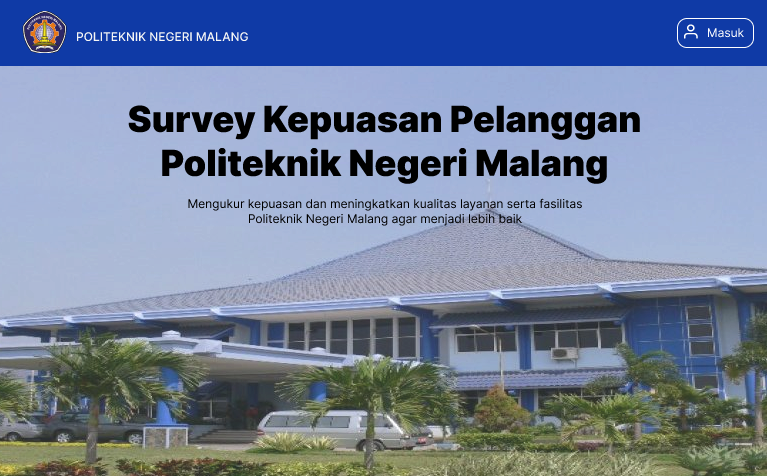 POLITEKNIK NEGERI MALANG
Masuk
Survey Kepuasan Pelanggan
Politeknik Negeri Malang
Mengukur kepuasan dan meningkatkan kualitas layanan serta fasilitas
Politeknik Negeri Malang agar menjadi lebih baik